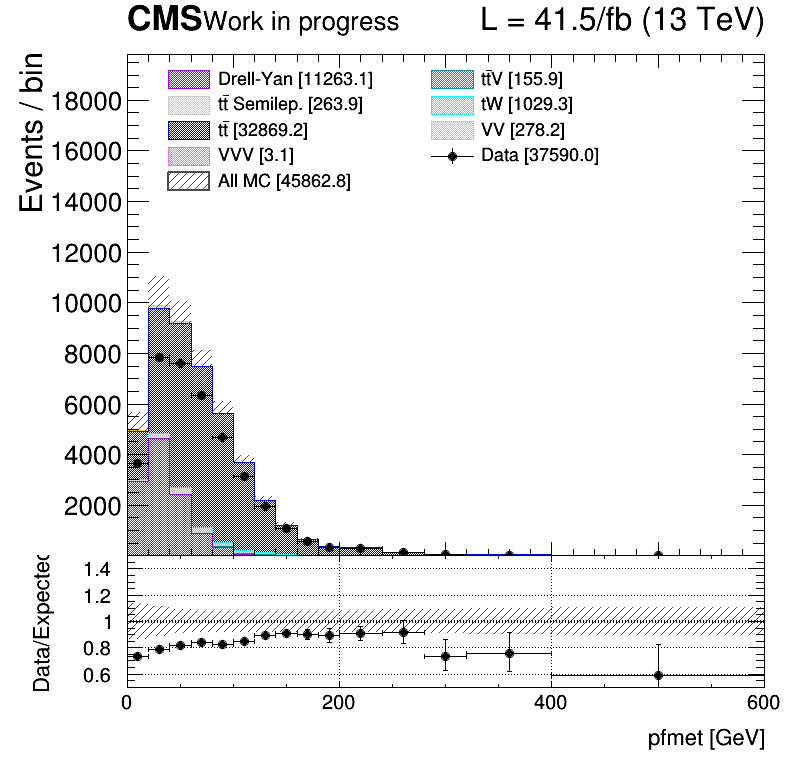 CMS Work in progress L = 41.5/fb (13 TeV)
Events / bin
18000
16000
14000
12000
10000
8000
6000
4000
2000
Drell-Yan [11263.1]
tt̄ Semilep. [263.9]
tt̄ [32869.2]
VVV [3.1]
All MC [45862.8]
tt̄V [155.9]
tW [1029.3]
VV [278.2]
Data [37590.0]
Data/Expected
1.4
1.2
1
0.8
0.6
0 200 400 600
pfmet [GeV]